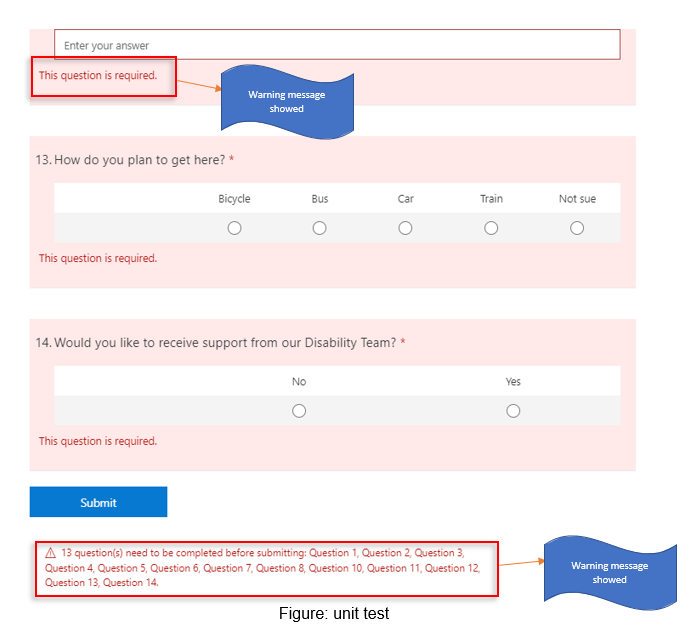 Enter your answer
This question is required.
Warning message
showed
13. How do you plan to get here? *
Bicycle Bus Car Train Not sue
This question is required.
14. Would you like to receive support from our Disability Team? *
No Yes
This question is required.
Submit
13 question(s) need to be completed before submitting: Question 1, Question 2, Question 3,
Question 4, Question 5, Question 6, Question 7, Question 8, Question 10, Question 11, Question 12,
Question 13, Question 14.
Warning message
showed
Figure: unit test